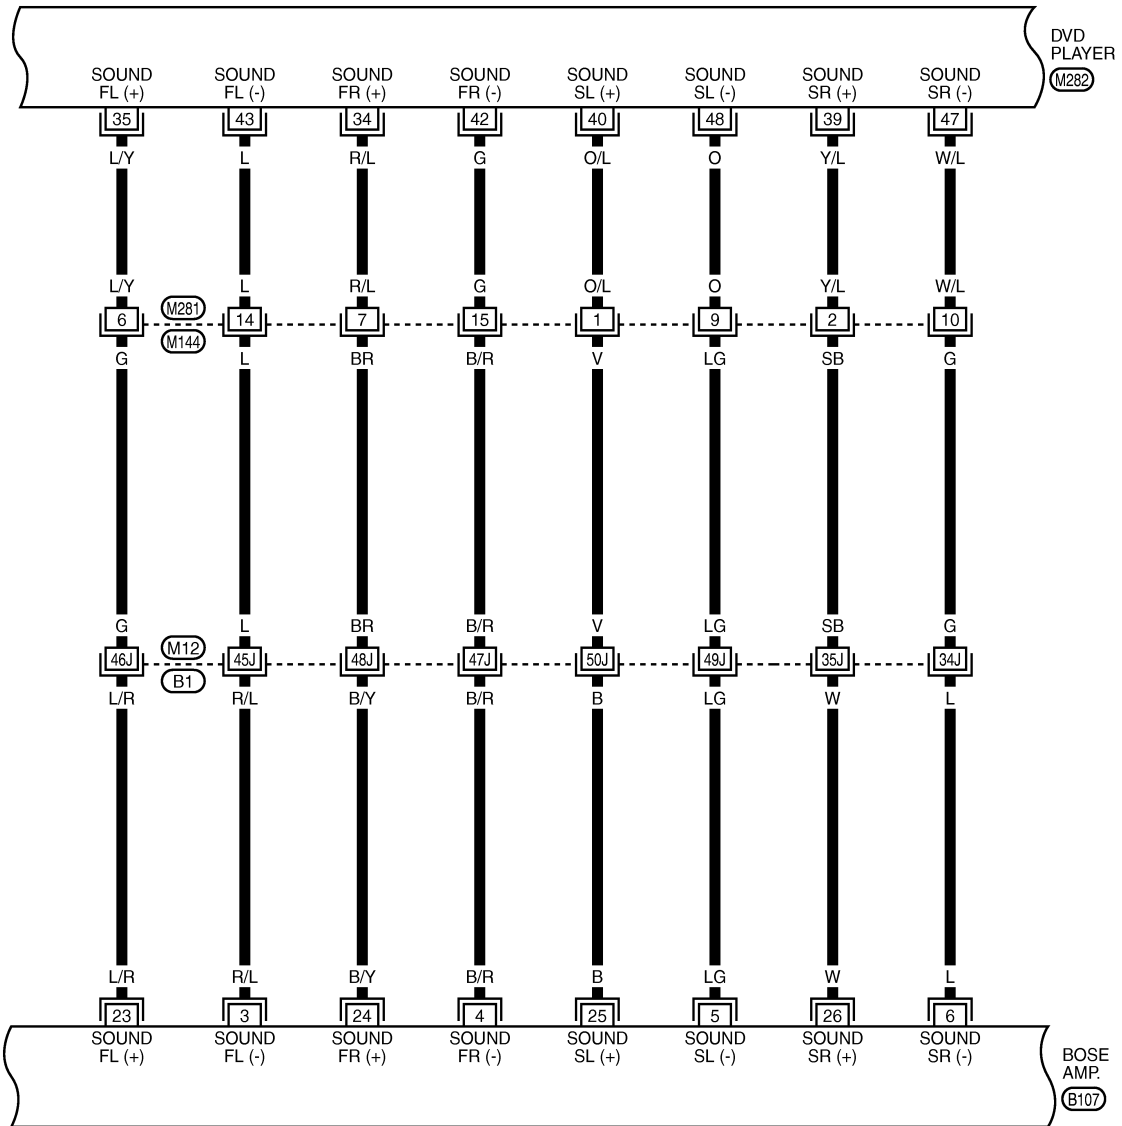 DVD
PLAYER
M282
SOUND SOUND SOUND SOUND SOUND SOUND SOUND SOUND
FL (+) FL (-) FR (+) FR (-) SL (+) SL (-) SR (+) SR (-)
35 43 34 42 40 48 39 47
L/Y L R/L G O/L O Y/L W/L
L/Y L R/L G O/L O Y/L W/L
M281
6 14 7 15 1 9 2 10
M144
G L BR B/R V LG SB G
G L BR B/R V LG SB G
M12
46J 45J 48J 47J 50J 49J 35J 34J
B1
L/R R/L B/Y B/R B LG W L
L/R R/L B/Y B/R B LG W L
23 3 24 4 25 5 26 6
SOUND SOUND SOUND SOUND SOUND SOUND SOUND SOUND
FL (+) FL (-) FR (+) FR (-) SL (+) SL (-) SR (+) SR (-)
BOSE
AMP.
B107